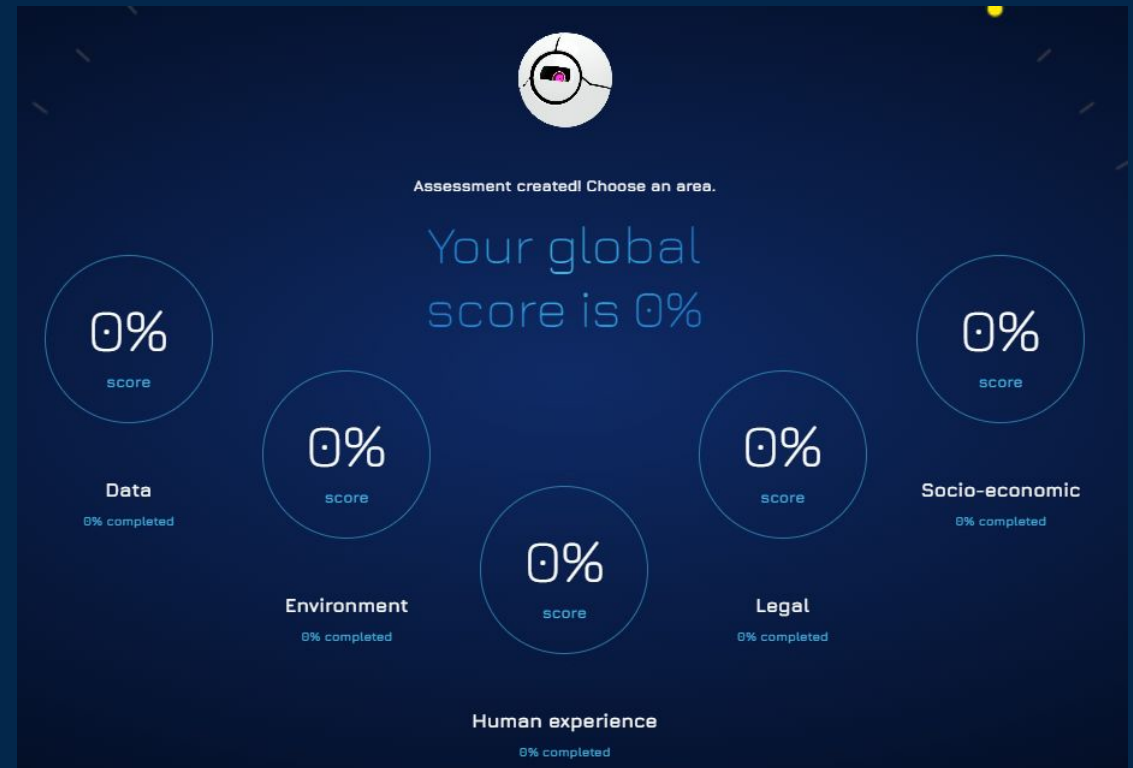 Assessment created! Choose an area.
Your global
score is 0%
0%
score
Data
0% completed
0%
score
Environment
0% completed
0%
score
Human experience
0% completed
0%
score
Legal
0% completed
0%
score
Socio-economic
0% completed